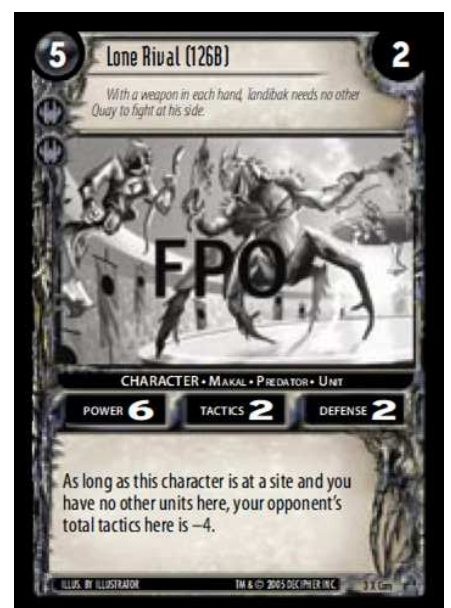 5 Lone Rival (126B) 2
With a weapon in each hand, Tandibak needs no other
Quay to fight at his side.
FPO
CHARACTER • MAKAL • PREDATOR • UNIT
POWER 6 TACTICS 2 DEFENSE 2
As long as this character is at a site and you
have no other units here, your opponent's
total tactics here is –4.
ILLUS. BY ILLUSTRATOR TM & © 2005 DECIPHER INC. 3 X Com